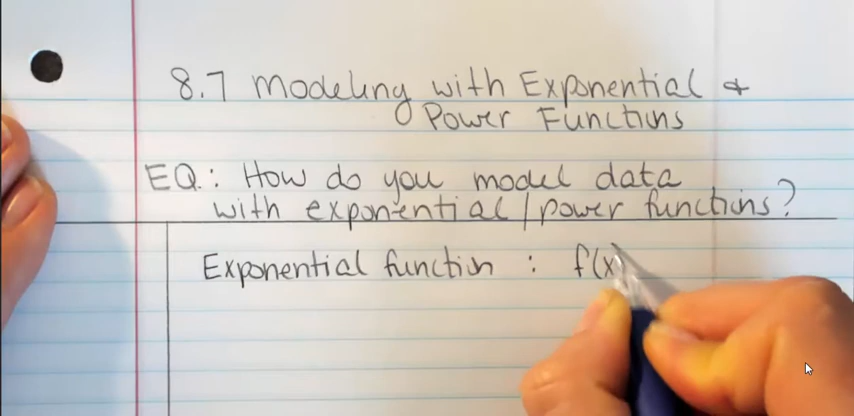 8.7 Modeling with Exponential &
Power Functions
EQ: How do you model data
with exponential/power functions?
Exponential function : f(x)